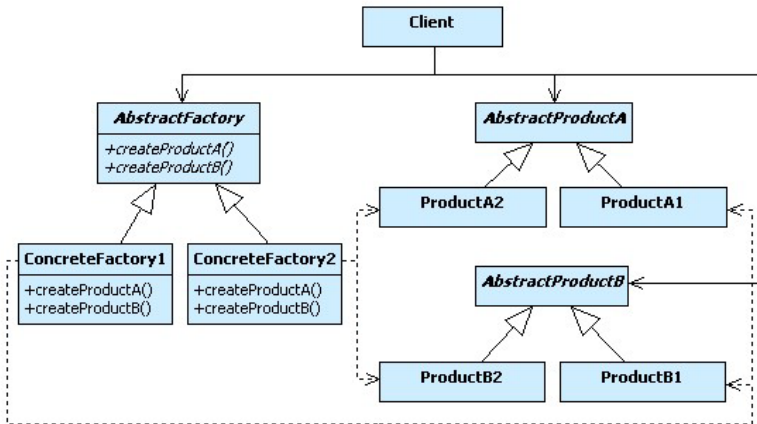 Client
AbstractFactory
+createProductA()
+createProductB()
AbstractProductA
ProductA2
ProductA1
ConcreteFactory1
+createProductA()
+createProductB()
ConcreteFactory2
+createProductA()
+createProductB()
AbstractProductB
ProductB2
ProductB1